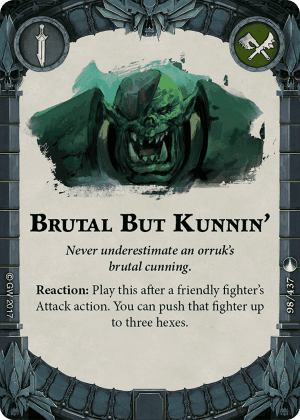 BRUTAL BUT KUNNIN'
Never underestimate an orruk's
brutal cunning.
Reaction: Play this after a friendly fighter's
Attack action. You can push that fighter up
to three hexes.
© GW 2017
98/437